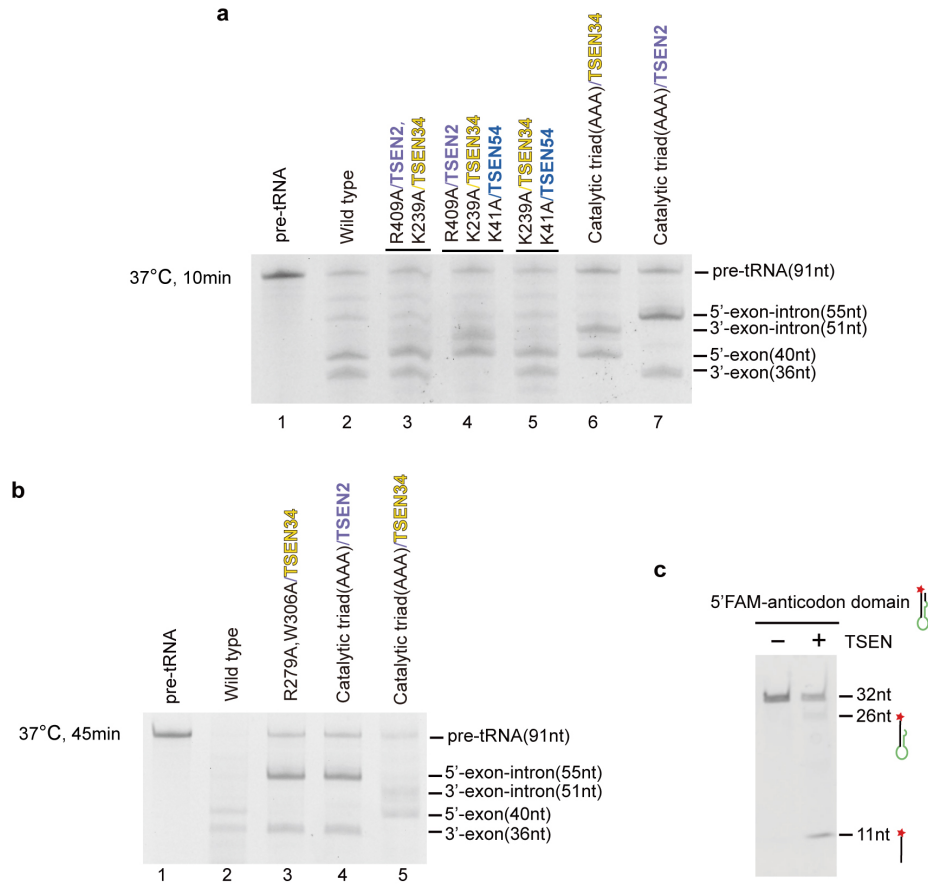 a
pre-tRNA
Wild type
R409A/TSEN2,
K239A/TSEN34
R409A/TSEN2
K239A/TSEN34
K41A/TSEN54
K239A/TSEN34
K41A/TSEN54
Catalytic triad(AAA)/TSEN34
Catalytic triad(AAA)/TSEN2
37°C, 10min
pre-tRNA(91nt)
5'-exon-intron(55nt)
3'-exon-intron(51nt)
5'-exon(40nt)
3'-exon(36nt)
1 2 3 4 5 6 7
b
pre-tRNA
Wild type
R279A,W306A/TSEN34
Catalytic triad(AAA)/TSEN2
Catalytic triad(AAA)/TSEN34
37°C, 45min
pre-tRNA(91nt)
5'-exon-intron(55nt)
3'-exon-intron(51nt)
5'-exon(40nt)
3'-exon(36nt)
1 2 3 4 5
c
5'FAM-anticodon domain
− + TSEN
32nt
26nt
11nt